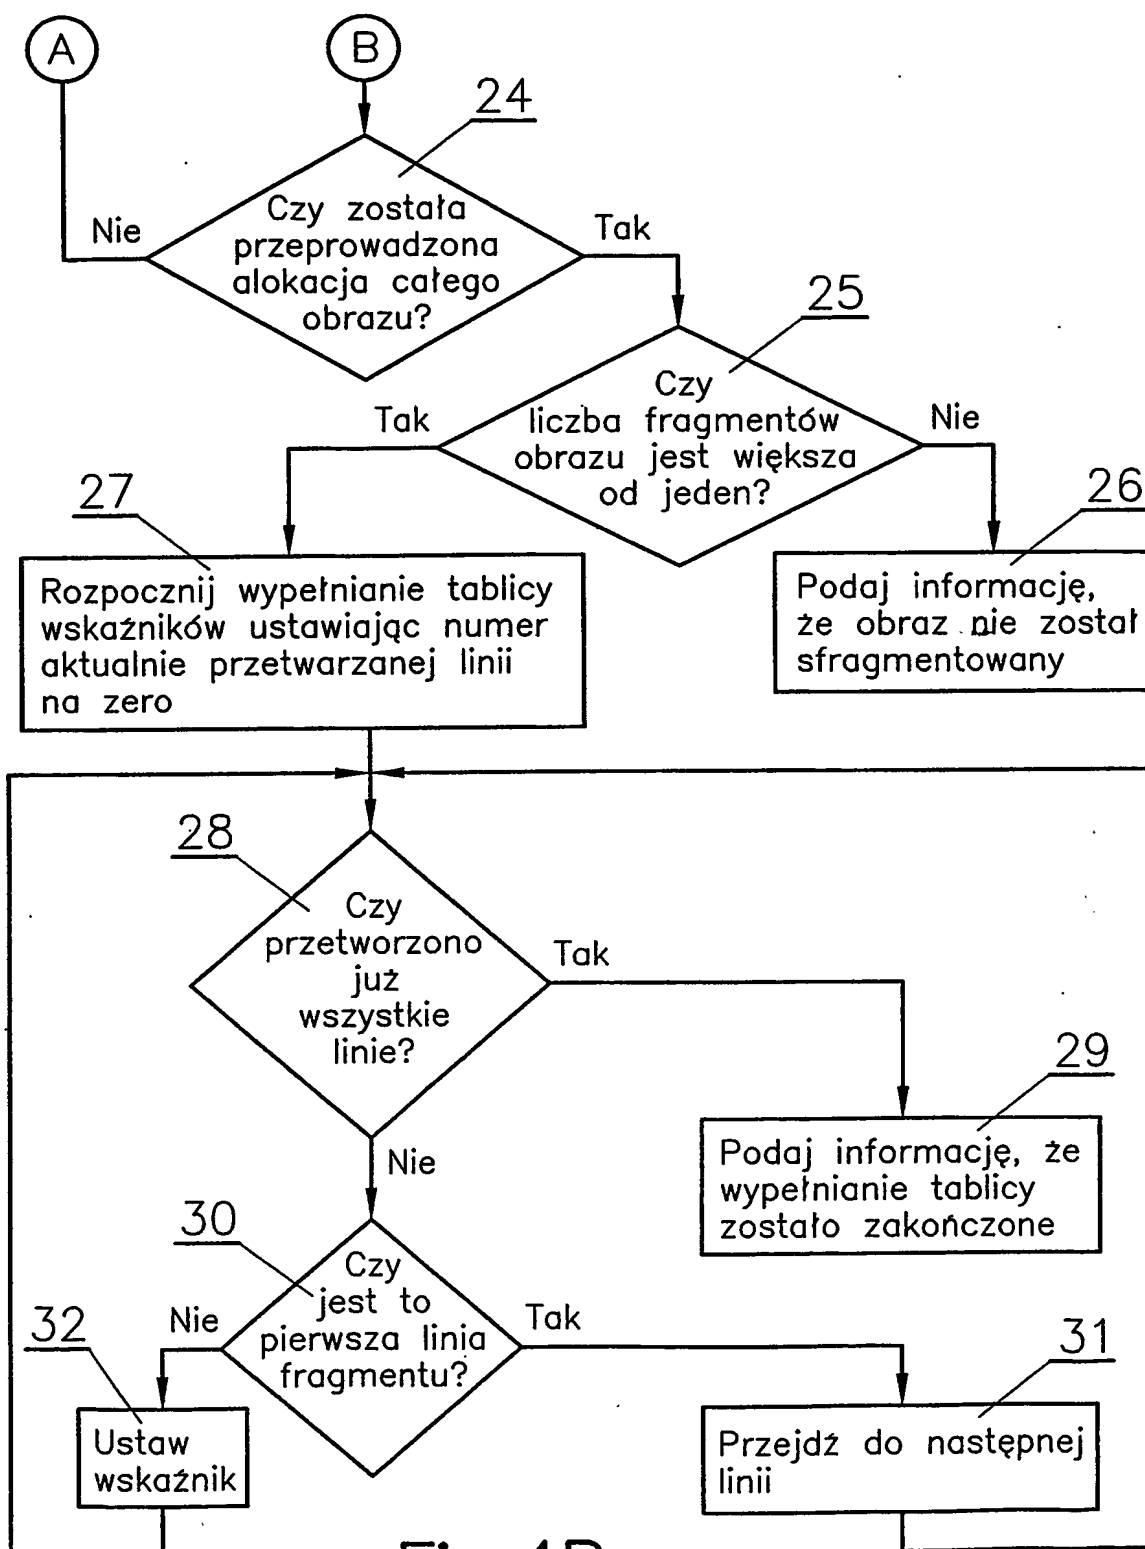 A
B
24
Czy została
przeprowadzona
alokacja całego
obrazu?
Nie
Tak
25
Czy
liczba fragmentów
obrazu jest większa
od jeden?
Tak
Nie
27
26
Rozpocznij wypełnianie tablicy
wskaźników ustawiając numer
aktualnie przetwarzanej linii
na zero
Podaj informację,
że obraz nie został
sfragmentowany
28
Czy
przetworzono
już
wszystkie
linie?
Tak
Nie
29
Podaj informację, że
wypełnianie tablicy
zostało zakończone
30
Czy
jest to
pierwsza linia
fragmentu?
Nie
Tak
32
31
Ustaw
wskaźnik
Przejdź do następnej
linii